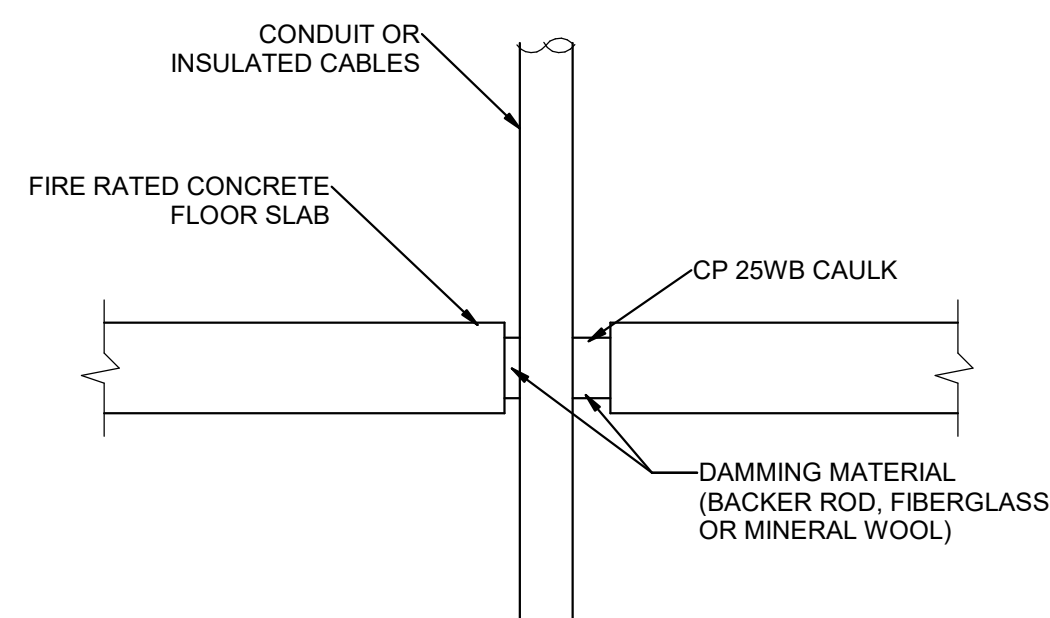 CONDUIT OR
INSULATED CABLES
FIRE RATED CONCRETE
FLOOR SLAB
CP 25WB CAULK
DAMMING MATERIAL
(BACKER ROD, FIBERGLASS
OR MINERAL WOOL)